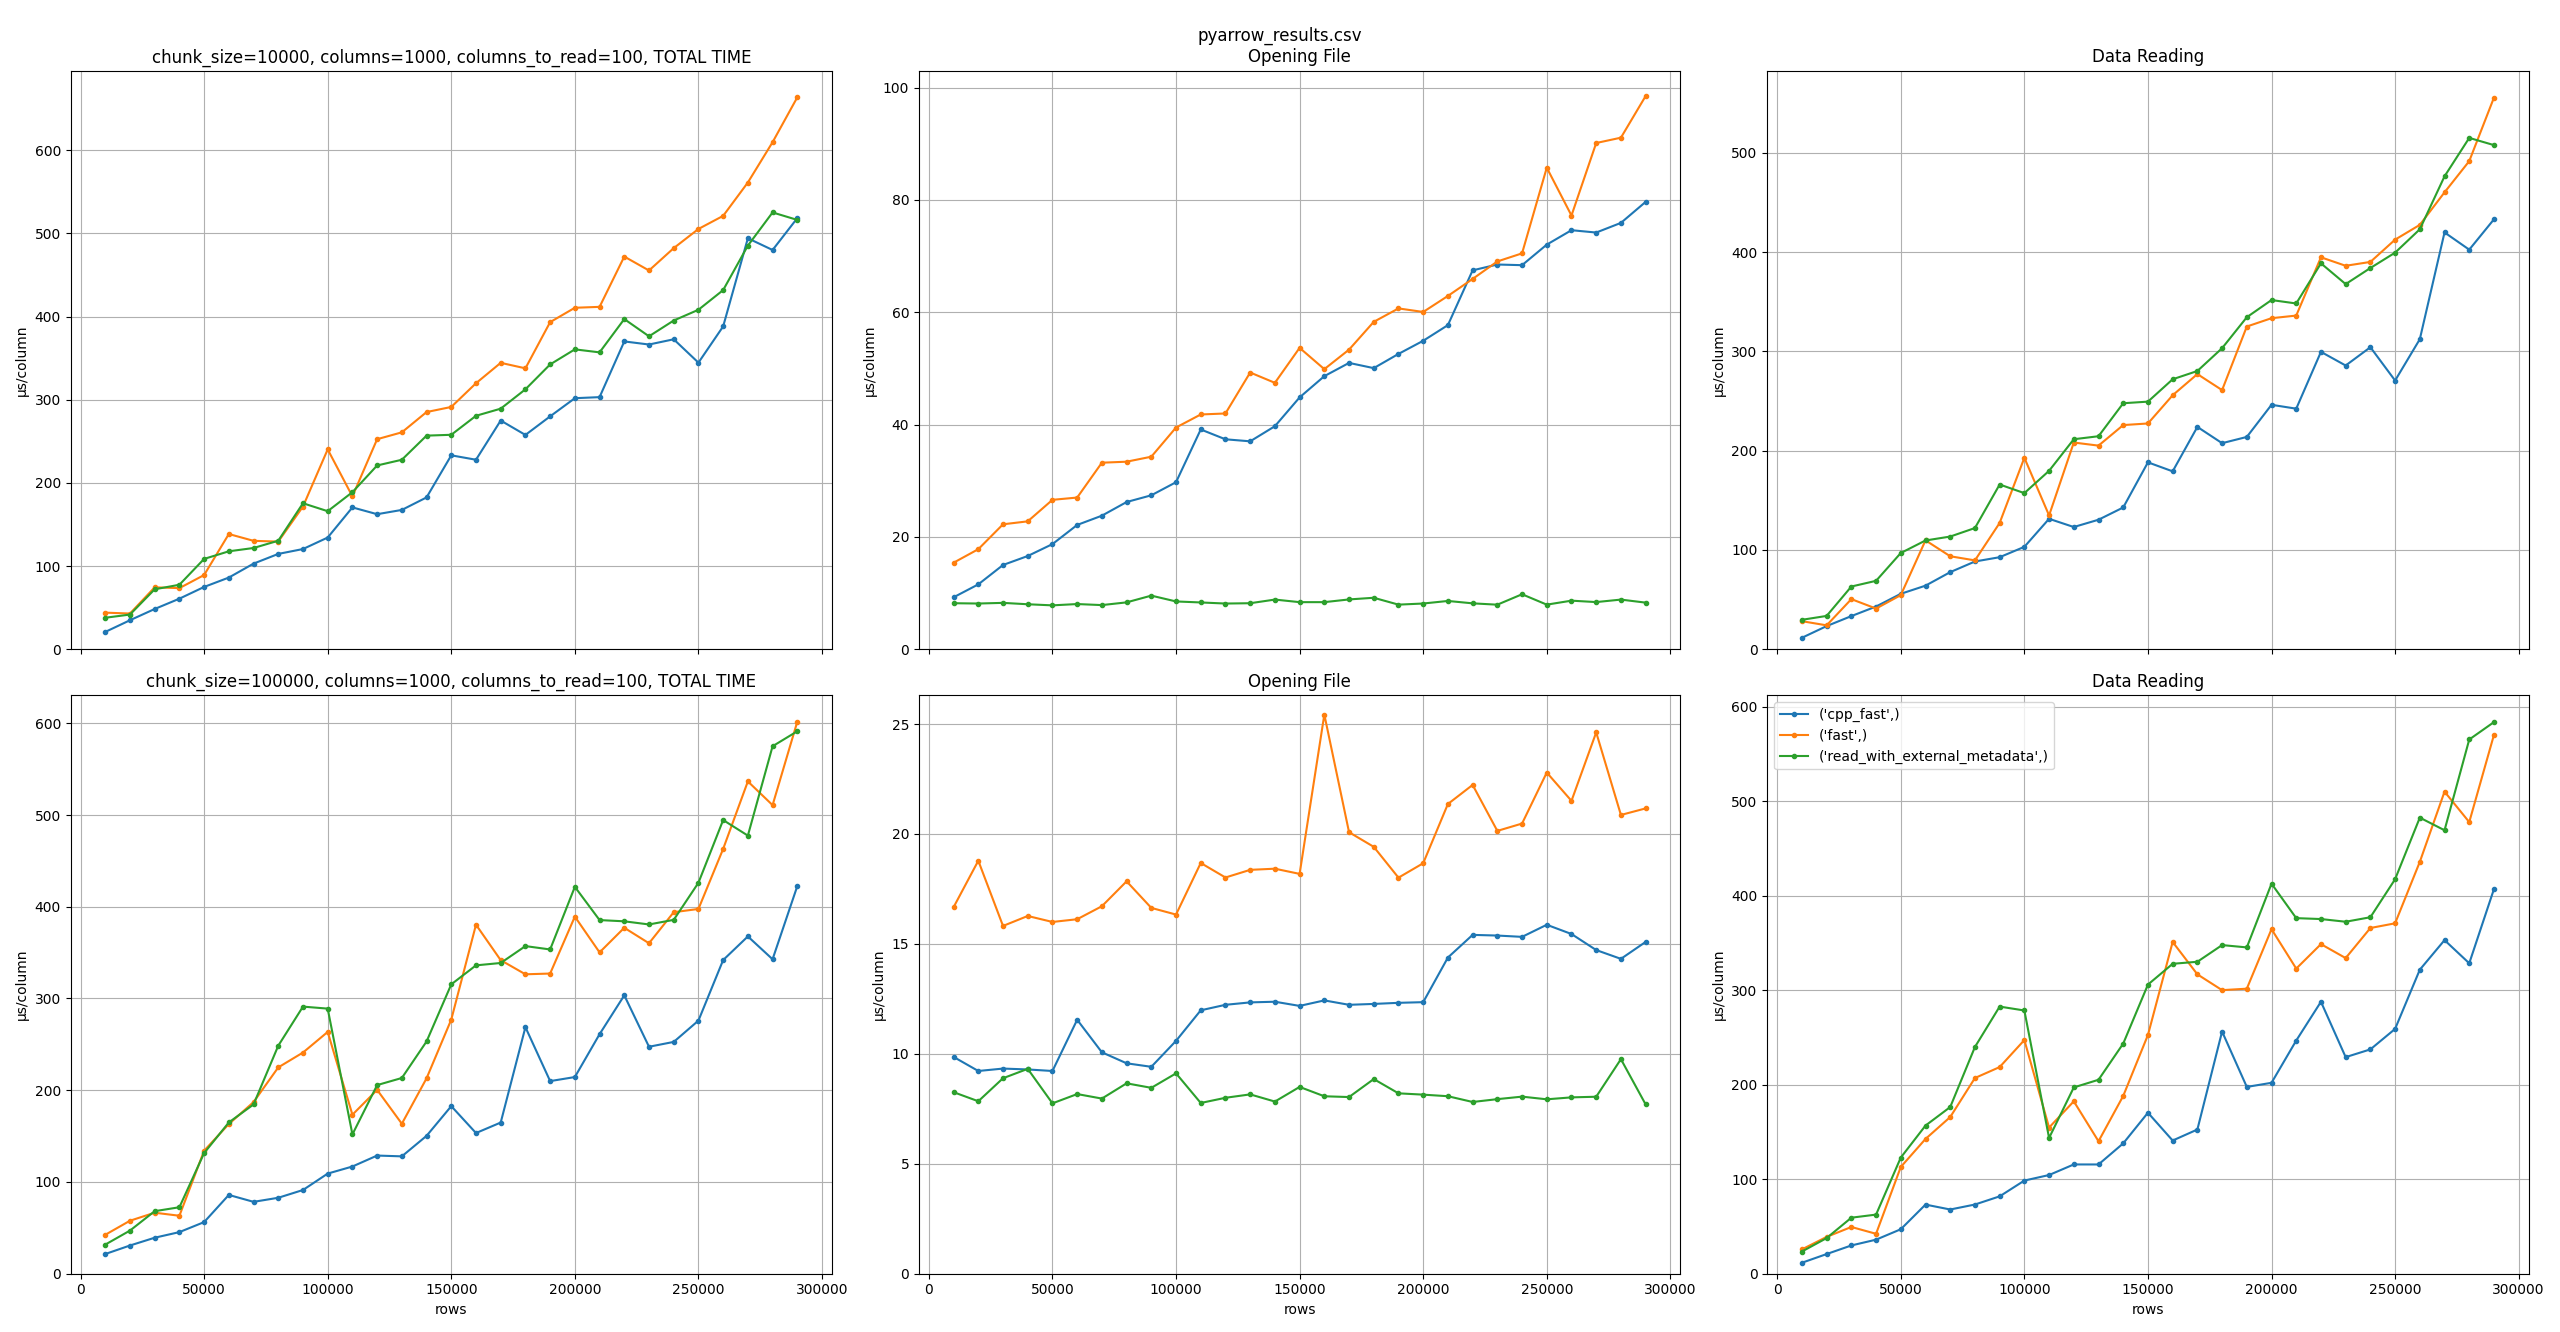 pyarrow_results.csv
chunk_size=10000, columns=1000, columns_to_read=100, TOTAL TIME
Opening File
Data Reading
600
500
400
300
200
100
0
µs/column
100
80
60
40
20
0
µs/column
500
400
300
200
100
0
µs/column
chunk_size=100000, columns=1000, columns_to_read=100, TOTAL TIME
Opening File
Data Reading
600
500
400
300
200
100
0
µs/column
0 50000 100000 150000 200000 250000 300000
rows
25
20
15
10
5
0
µs/column
0 50000 100000 150000 200000 250000 300000
rows
('cpp_fast',)
('fast',)
('read_with_external_metadata',)
600
500
400
300
200
100
0
µs/column
0 50000 100000 150000 200000 250000 300000
rows